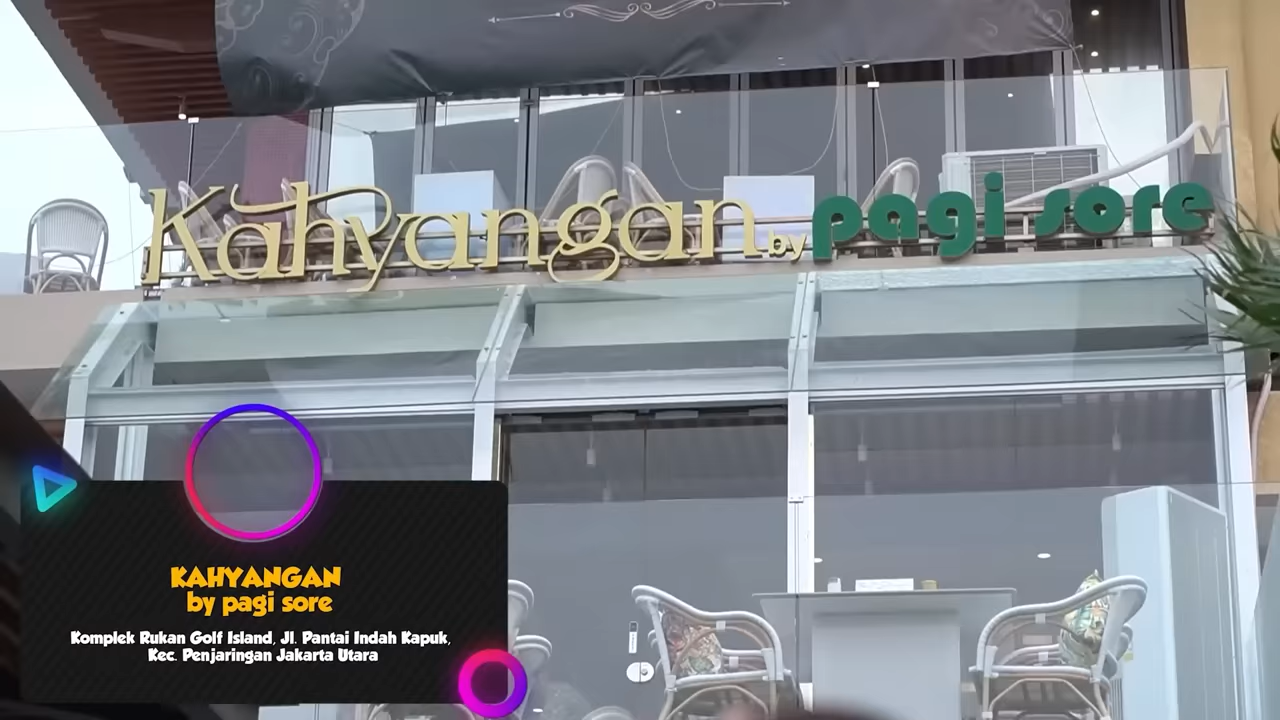 Kahyangan by pagi sore
KAHYANGAN
by pagi sore
Komplek Rukan Golf Island, Jl. Pantai Indah Kapuk,
Kec. Penjaringan Jakarta Utara